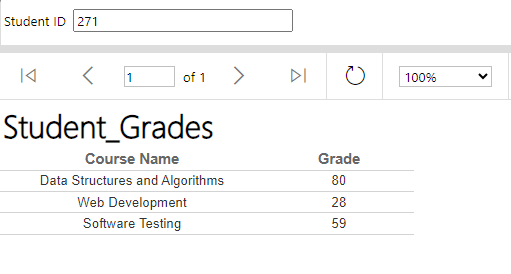 Student ID 271
1 of 1 100%
Student_Grades
Course Name Grade
Data Structures and Algorithms 80
Web Development 28
Software Testing 59